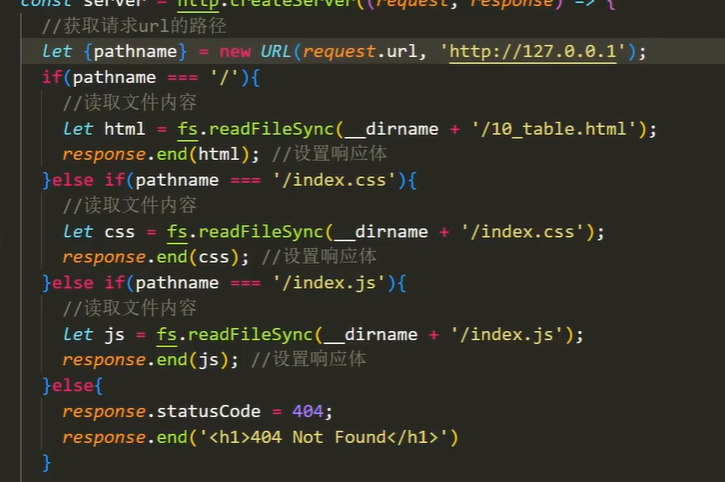 const server = http.createServer((request, response) => {
//获取请求url的路径
let {pathname} = new URL(request.url, 'http://127.0.0.1');
if(pathname === '/'){
//读取文件内容
let html = fs.readFileSync(__dirname + '/10_table.html');
response.end(html); //设置响应体
}else if(pathname === '/index.css'){
//读取文件内容
let css = fs.readFileSync(__dirname + '/index.css');
response.end(css); //设置响应体
}else if(pathname === '/index.js'){
//读取文件内容
let js = fs.readFileSync(__dirname + '/index.js');
response.end(js); //设置响应体
}else{
response.statusCode = 404;
response.end('<h1>404 Not Found</h1>')
}